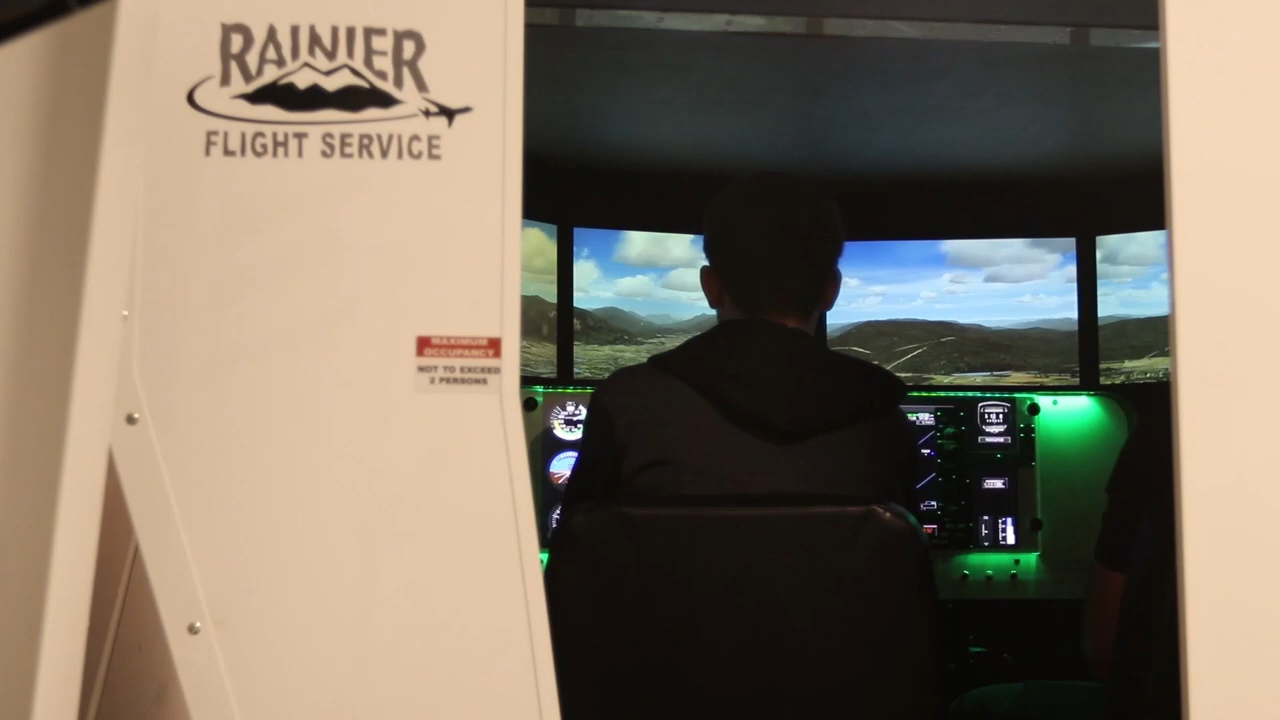 RAINIER
FLIGHT SERVICE
MAXIMUM
OCCUPANCY
NOT TO EXCEED
2 PERSONS